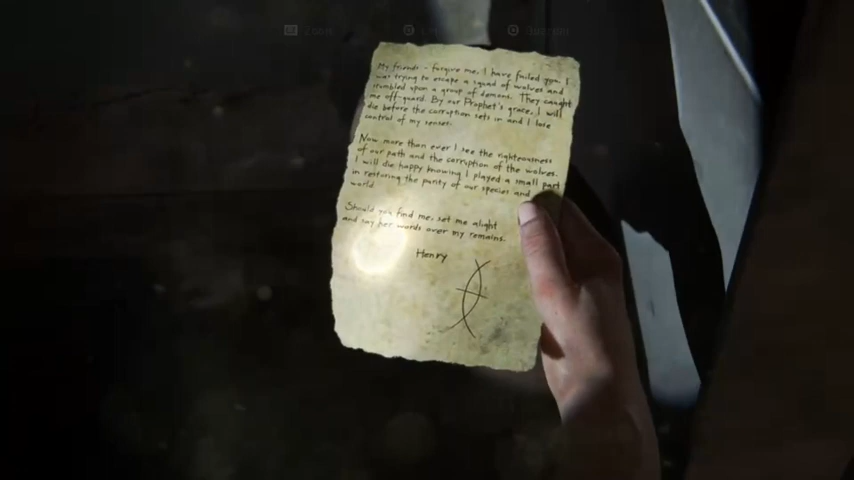 My friends - forgive me. I have failed you. I
was trying to escape a squad of wolves and
stumbled upon a group of demons. They caught
me off-guard. By our Prophet's grace, I will
die before the corruption sets in and I lose
control of my senses.
Now more than ever I see the righteousness
of our path and the corruption of the wolves.
I will die happy knowing I played a small part
in restoring the purity of our species and
world
Should you find me, set me alight
and say her words over my remains.
Henry